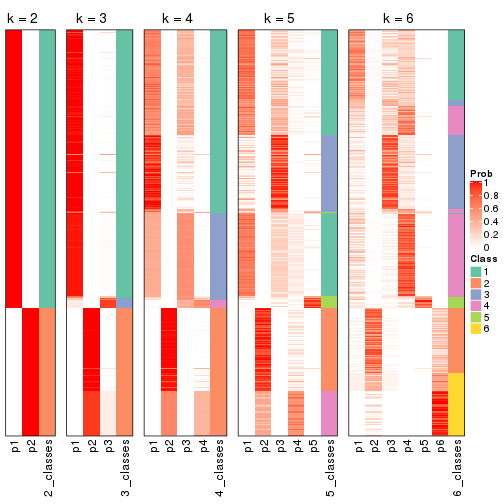 k = 2
k = 3
k = 4
k = 5
k = 6
Prob
1
0.8
0.6
0.4
0.2
0
Class
1
2
3
4
5
6
p1
p2
2_classes
p1
p2
p3
3_classes
p1
p2
p3
p4
4_classes
p1
p2
p3
p4
p5
5_classes
p1
p2
p3
p4
p5
p6
6_classes